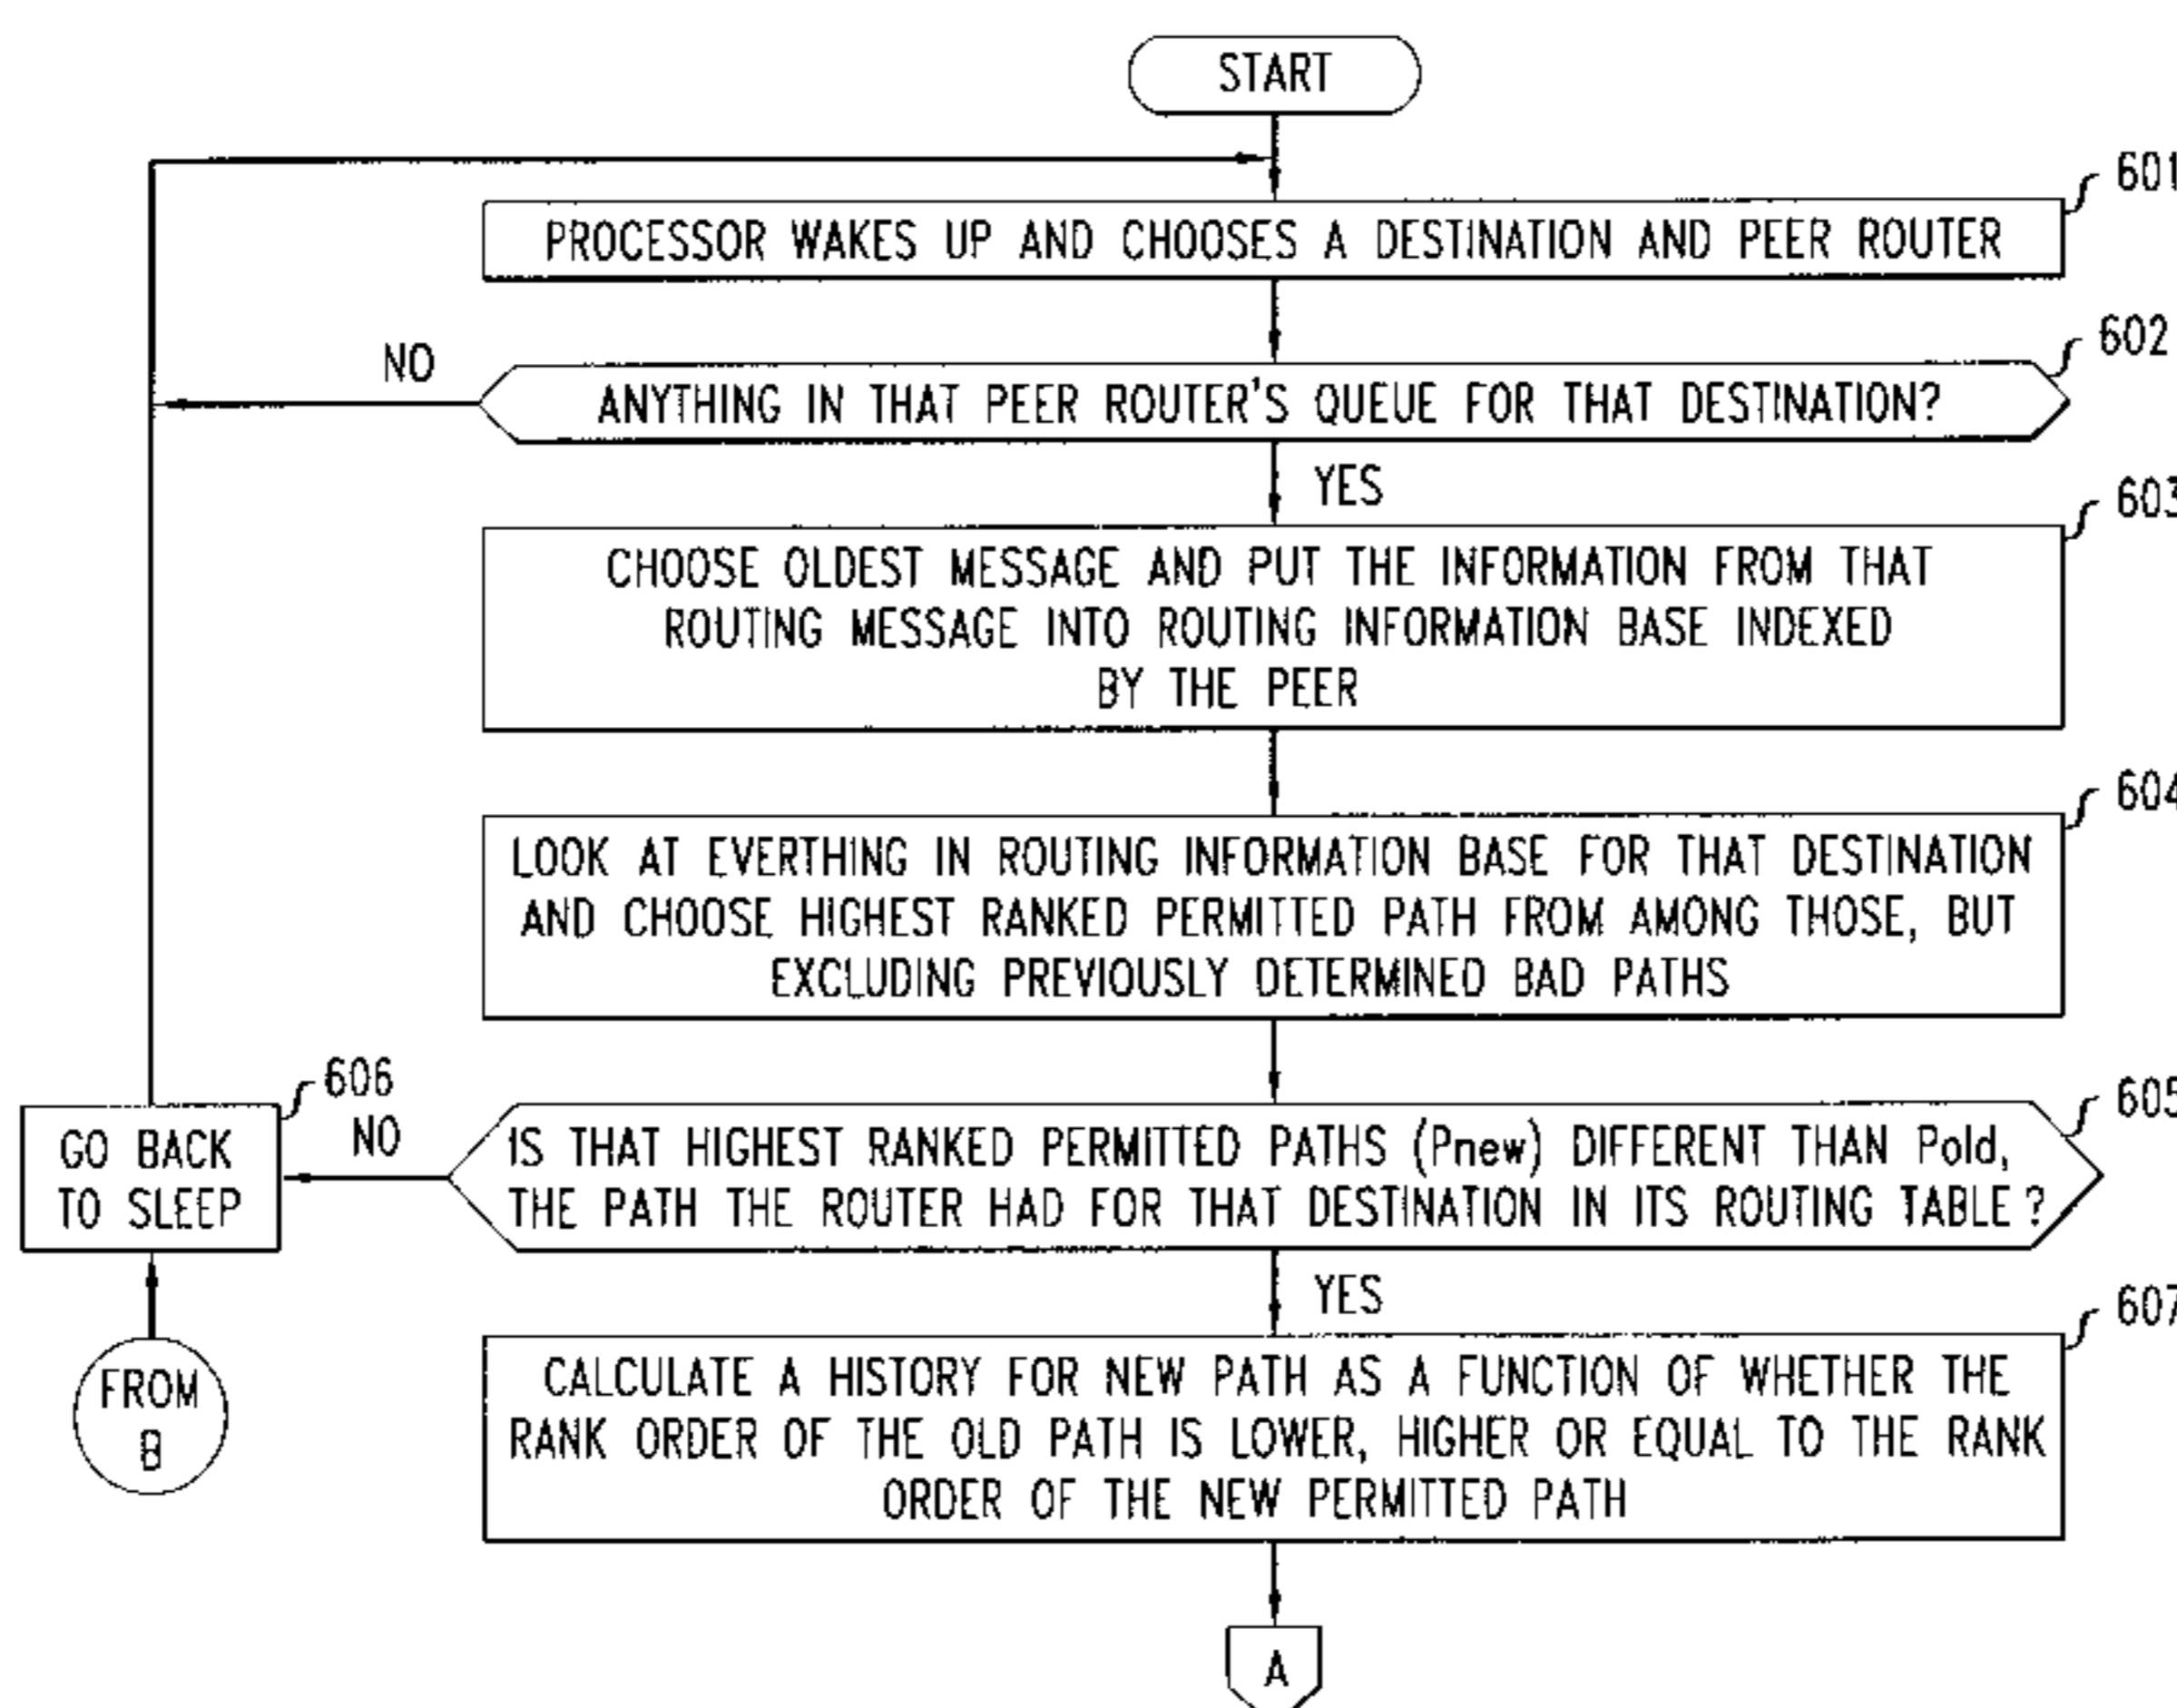 START
601
PROCESSOR WAKES UP AND CHOOSES A DESTINATION AND PEER ROUTER
602
NO
ANYTHING IN THAT PEER ROUTER'S QUEUE FOR THAT DESTINATION?
YES
603
CHOOSE OLDEST MESSAGE AND PUT THE INFORMATION FROM THAT
ROUTING MESSAGE INTO ROUTING INFORMATION BASE INDEXED
BY THE PEER
604
LOOK AT EVERTHING IN ROUTING INFORMATION BASE FOR THAT DESTINATION
AND CHOOSE HIGHEST RANKED PERMITTED PATH FROM AMONG THOSE, BUT
EXCLUDING PREVIOUSLY DETERMINED BAD PATHS
606
GO BACK
TO SLEEP
NO
605
IS THAT HIGHEST RANKED PERMITTED PATHS (Pnew) DIFFERENT THAN Pold,
THE PATH THE ROUTER HAD FOR THAT DESTINATION IN ITS ROUTING TABLE?
YES
607
FROM
B
CALCULATE A HISTORY FOR NEW PATH AS A FUNCTION OF WHETHER THE
RANK ORDER OF THE OLD PATH IS LOWER, HIGHER OR EQUAL TO THE RANK
ORDER OF THE NEW PERMITTED PATH
A